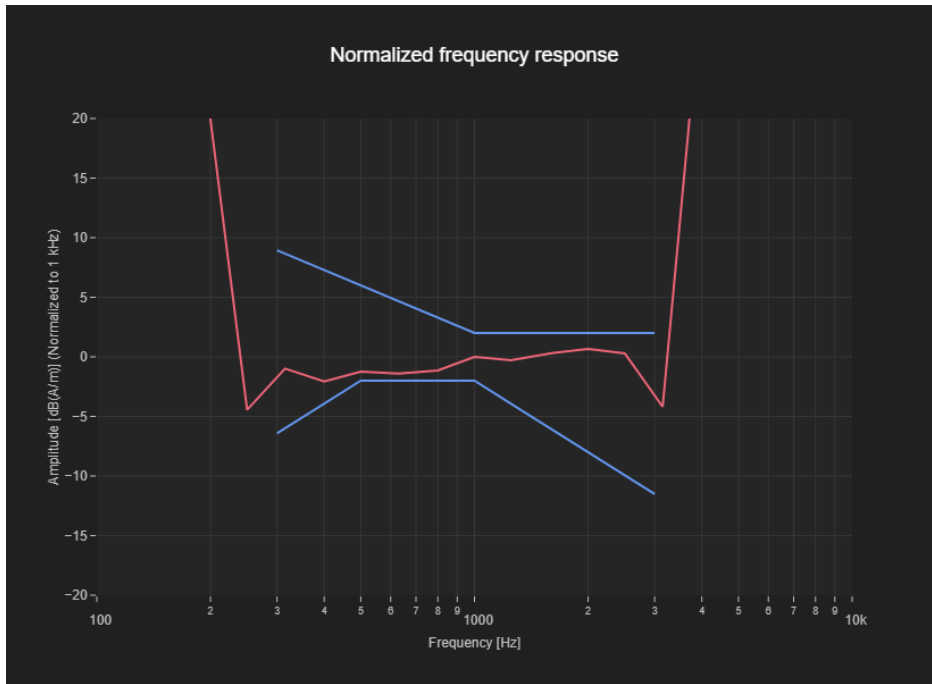 Normalized frequency response
Amplitude [dB(A/m)] (Normalized to 1 kHz)
20
15
10
5
0
−5
−10
−15
−20
2 3 4 5 6 7 8 9 2 3 4 5 6 7 8 9
100 1000 10k
Frequency [Hz]